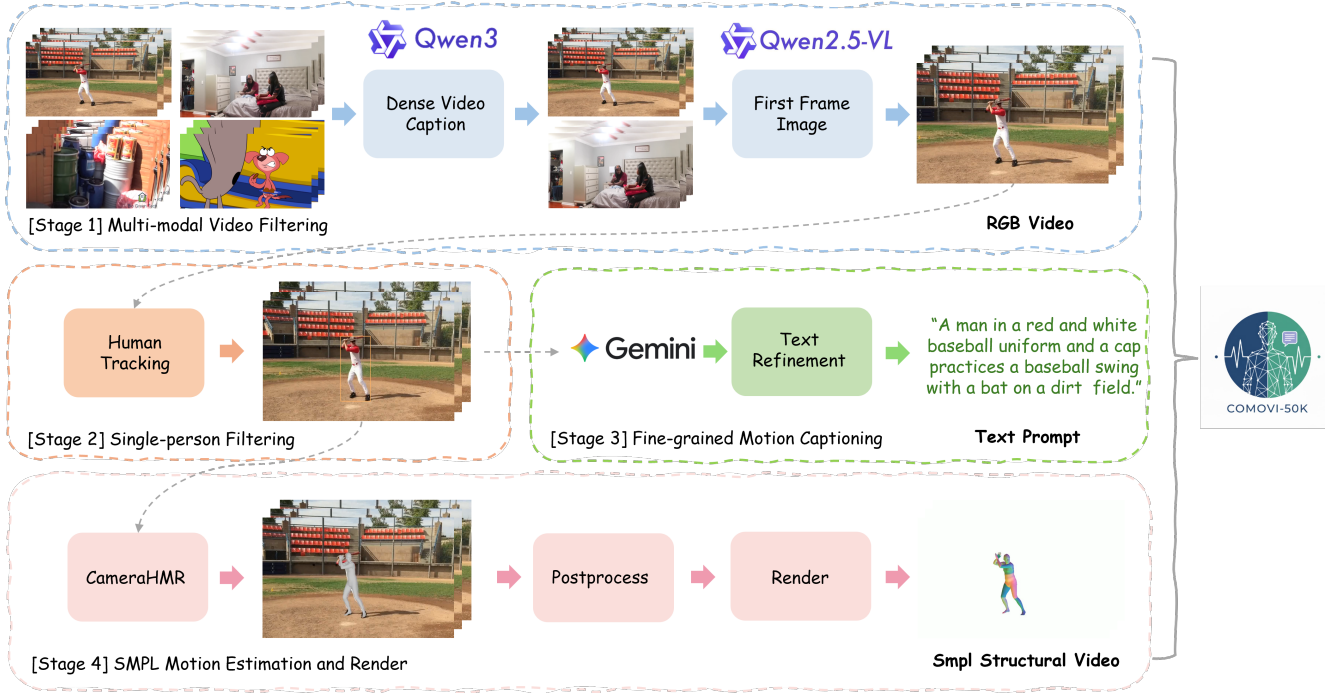 Qwen3
Qwen2.5-VL
Dense Video
Caption
First Frame
Image
[Stage 1] Multi-modal Video Filtering
RGB Video
Human
Tracking
[Stage 2] Single-person Filtering
Gemini
Text
Refinement
“A man in a red and white
baseball uniform and a cap
practices a baseball swing
with a bat on a dirt field.”
[Stage 3] Fine-grained Motion Captioning
Text Prompt
COMOVI-50K
CameraHMR
Postprocess
Render
[Stage 4] SMPL Motion Estimation and Render
Smpl Structural Video